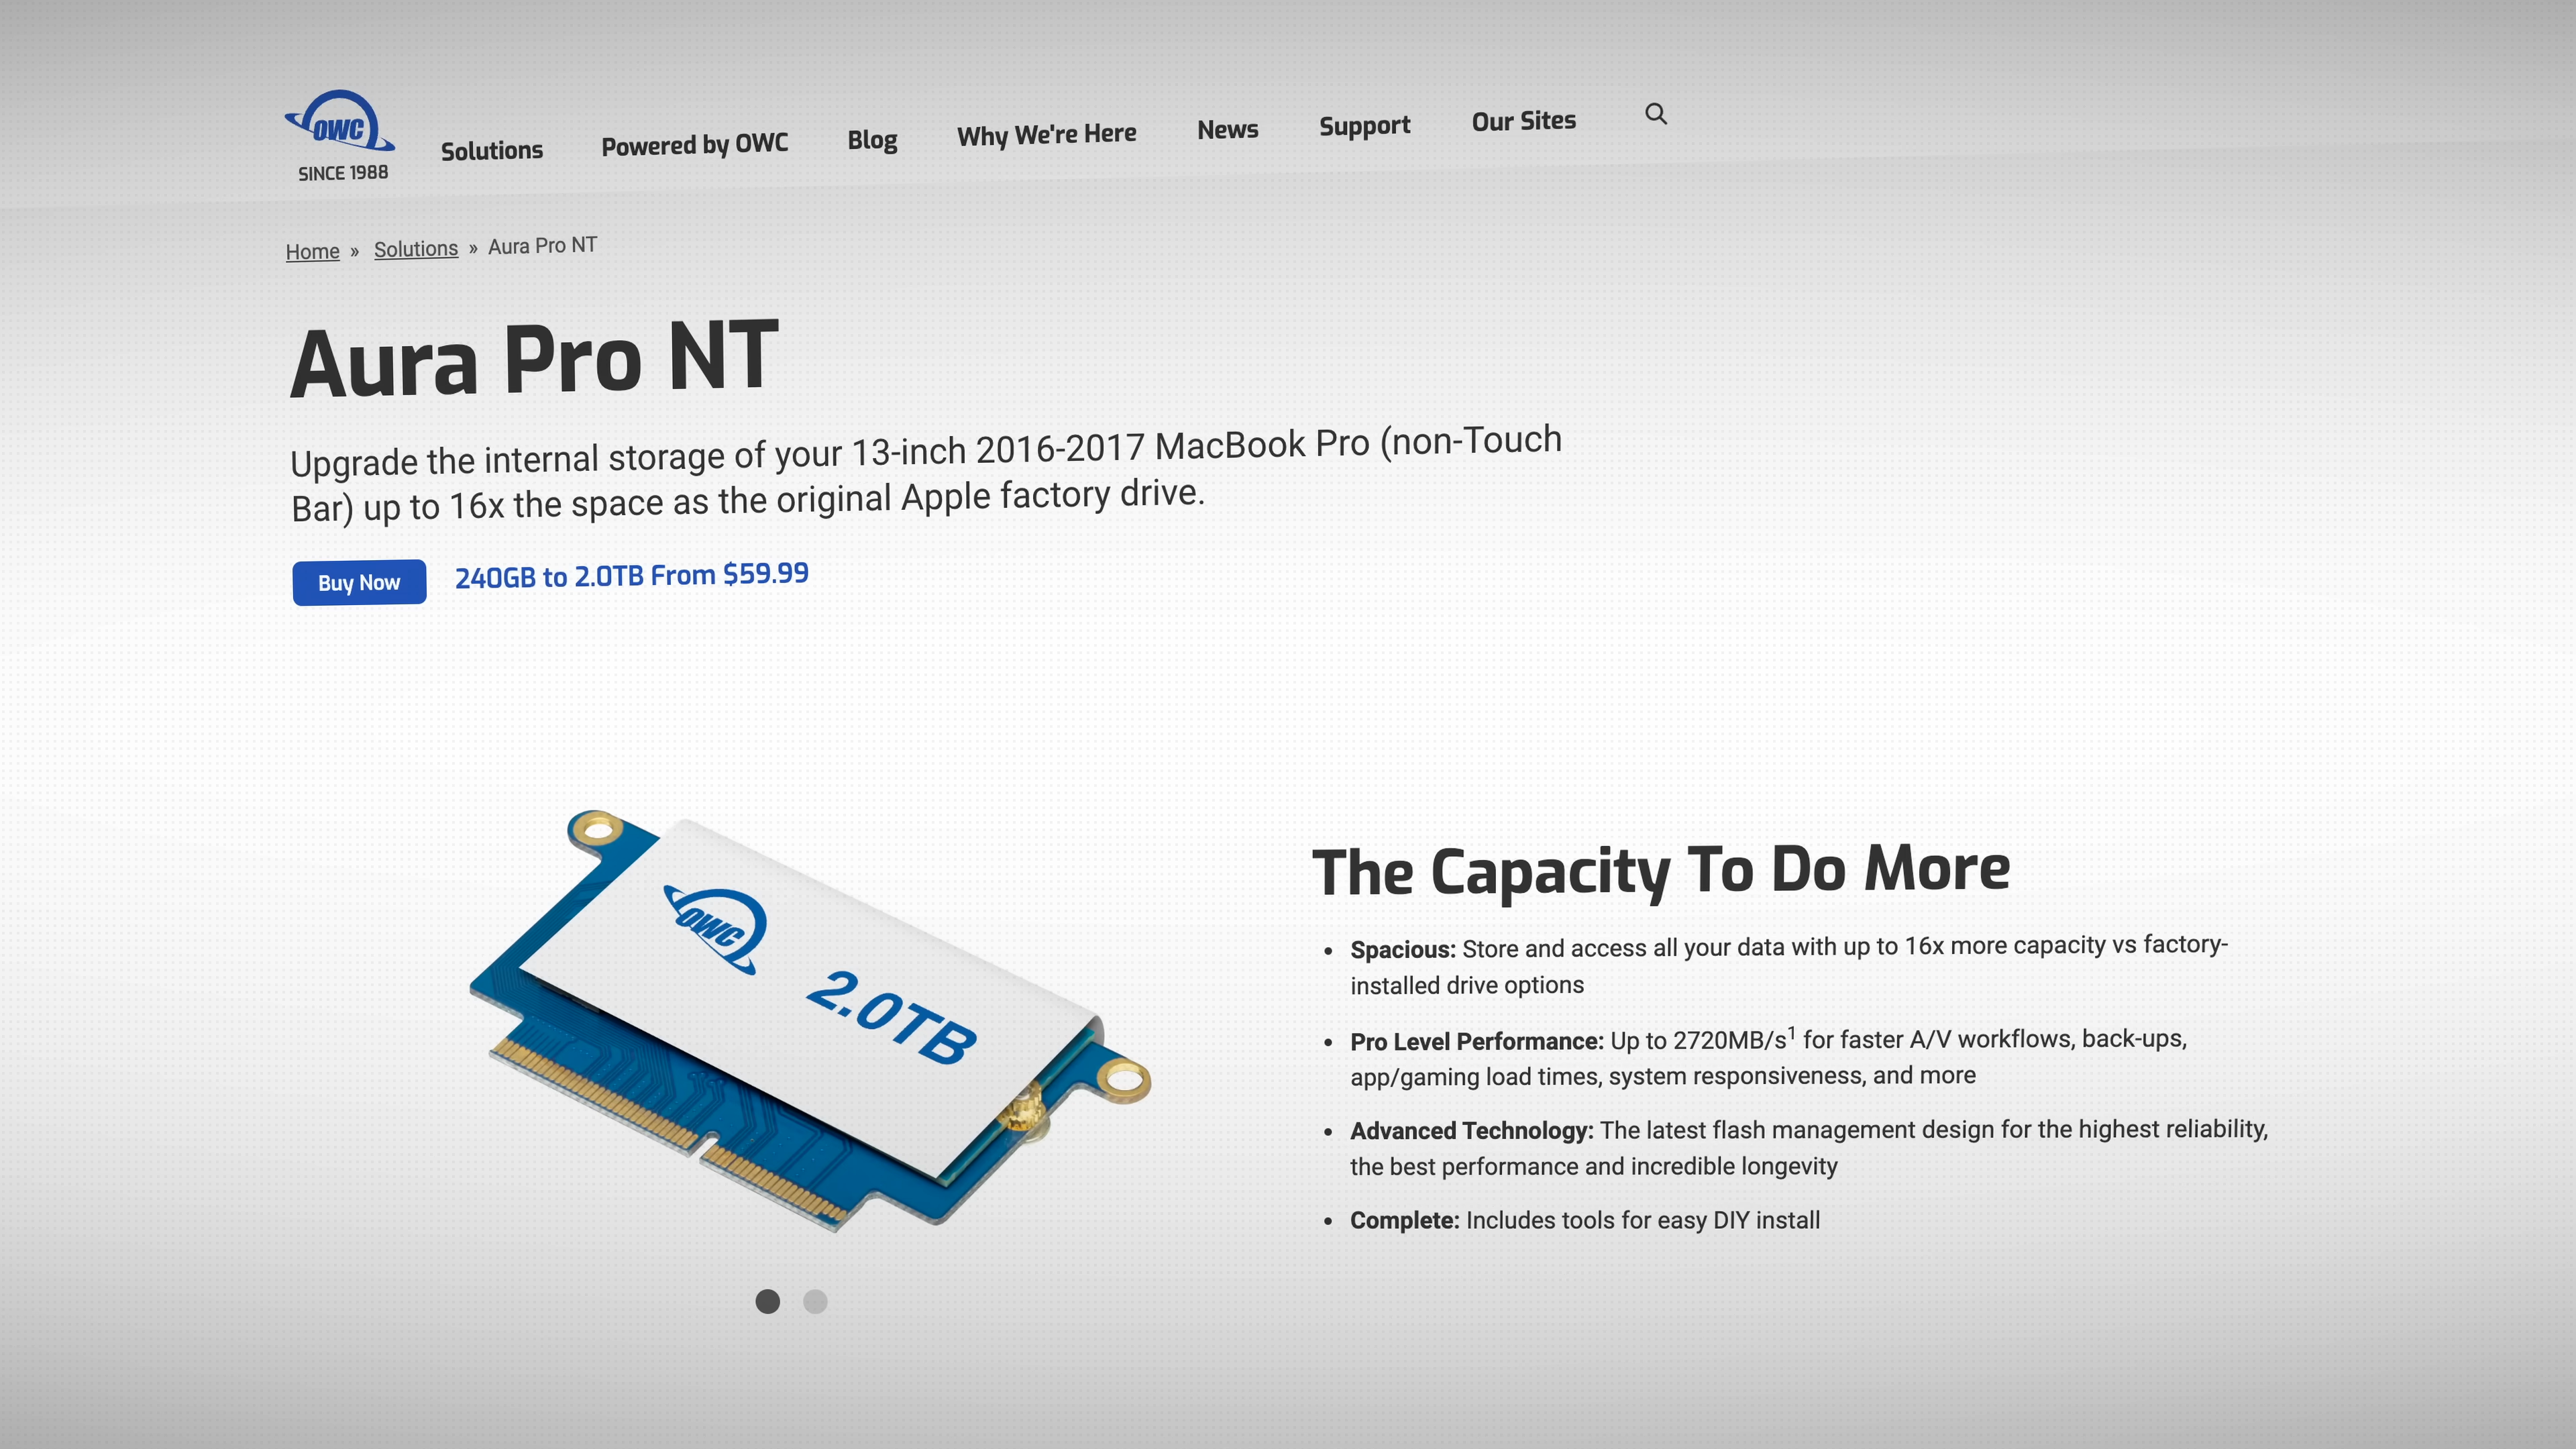 OWC
SINCE 1988
Solutions
Powered by OWC
Blog
Why We're Here
News
Support
Our Sites
Home » Solutions » Aura Pro NT
Aura Pro NT
Upgrade the internal storage of your 13-inch 2016-2017 MacBook Pro (non-Touch
Bar) up to 16x the space as the original Apple factory drive.
Buy Now
240GB to 2.0TB From $59.99
OWC
2.0TB
The Capacity To Do More
• Spacious: Store and access all your data with up to 16x more capacity vs factory-
installed drive options
• Pro Level Performance: Up to 2720MB/s¹ for faster A/V workflows, back-ups,
app/gaming load times, system responsiveness, and more
• Advanced Technology: The latest flash management design for the highest reliability,
the best performance and incredible longevity
• Complete: Includes tools for easy DIY install